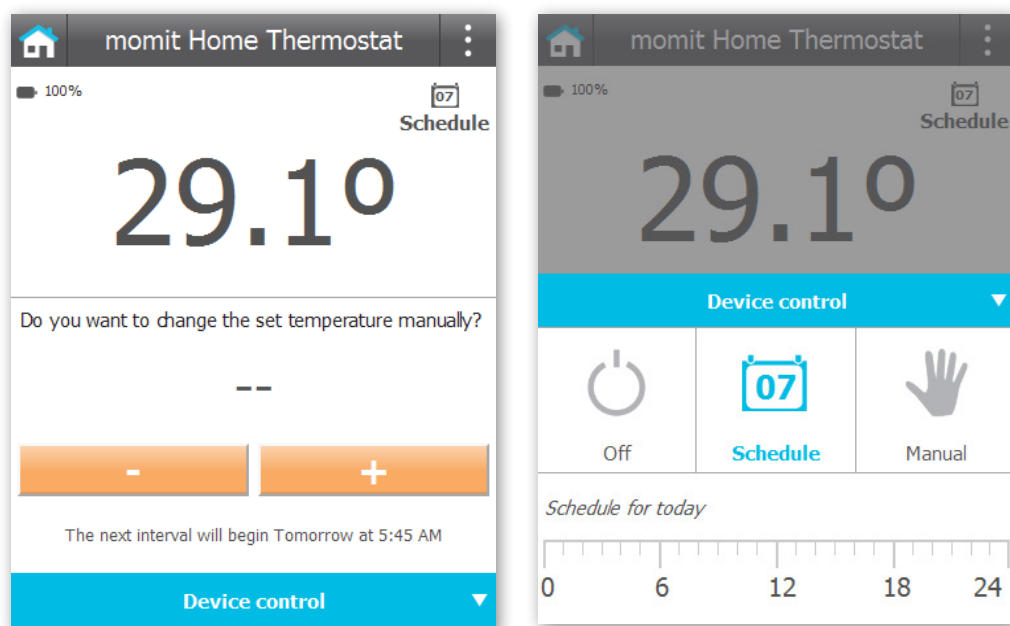 momit Home Thermostat
100%
07
Schedule
29.1º
Do you want to change the set temperature manually?
--
- +
The next interval will begin Tomorrow at 5:45 AM
Device control
momit Home Thermostat
100%
07
Schedule
29.1º
Device control
07
Off Schedule Manual
Schedule for today
0 6 12 18 24